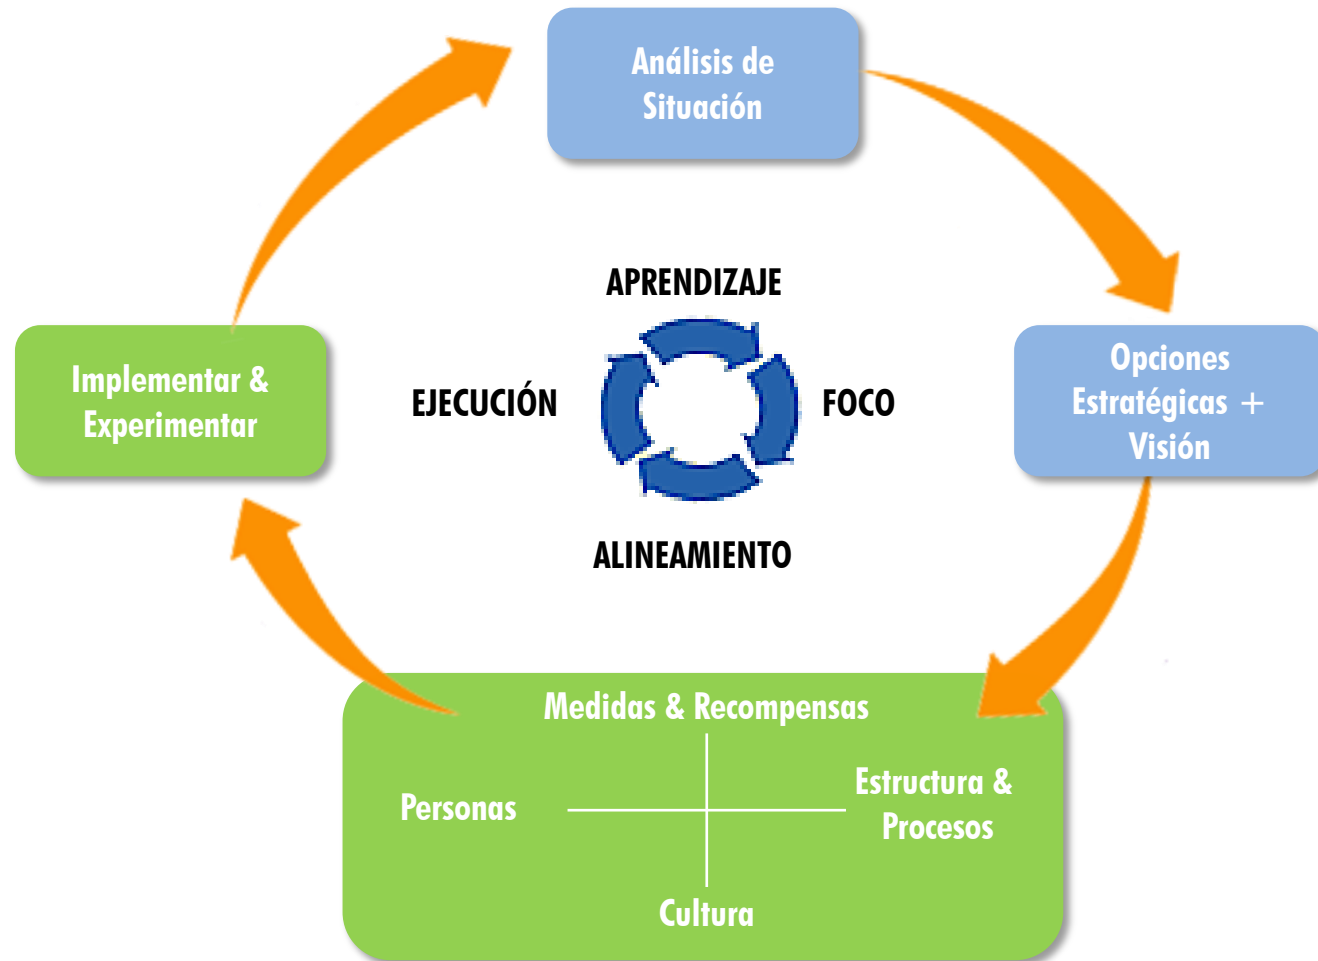 Análisis de
Situación
APRENDIZAJE
Implementar &
Experimentar
EJECUCIÓN
FOCO
Opciones
Estratégicas +
Visión
ALINEAMIENTO
Medidas & Recompensas
Personas
Estructura &
Procesos
Cultura